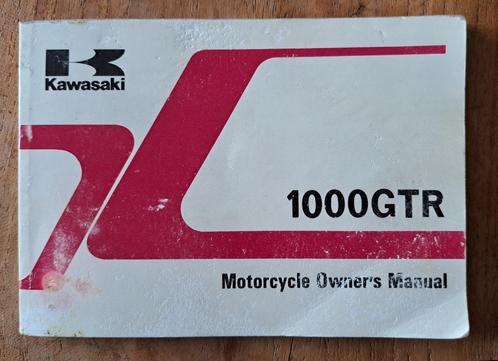 Kawasaki
1000GTR
Motorcycle Owner's Manual